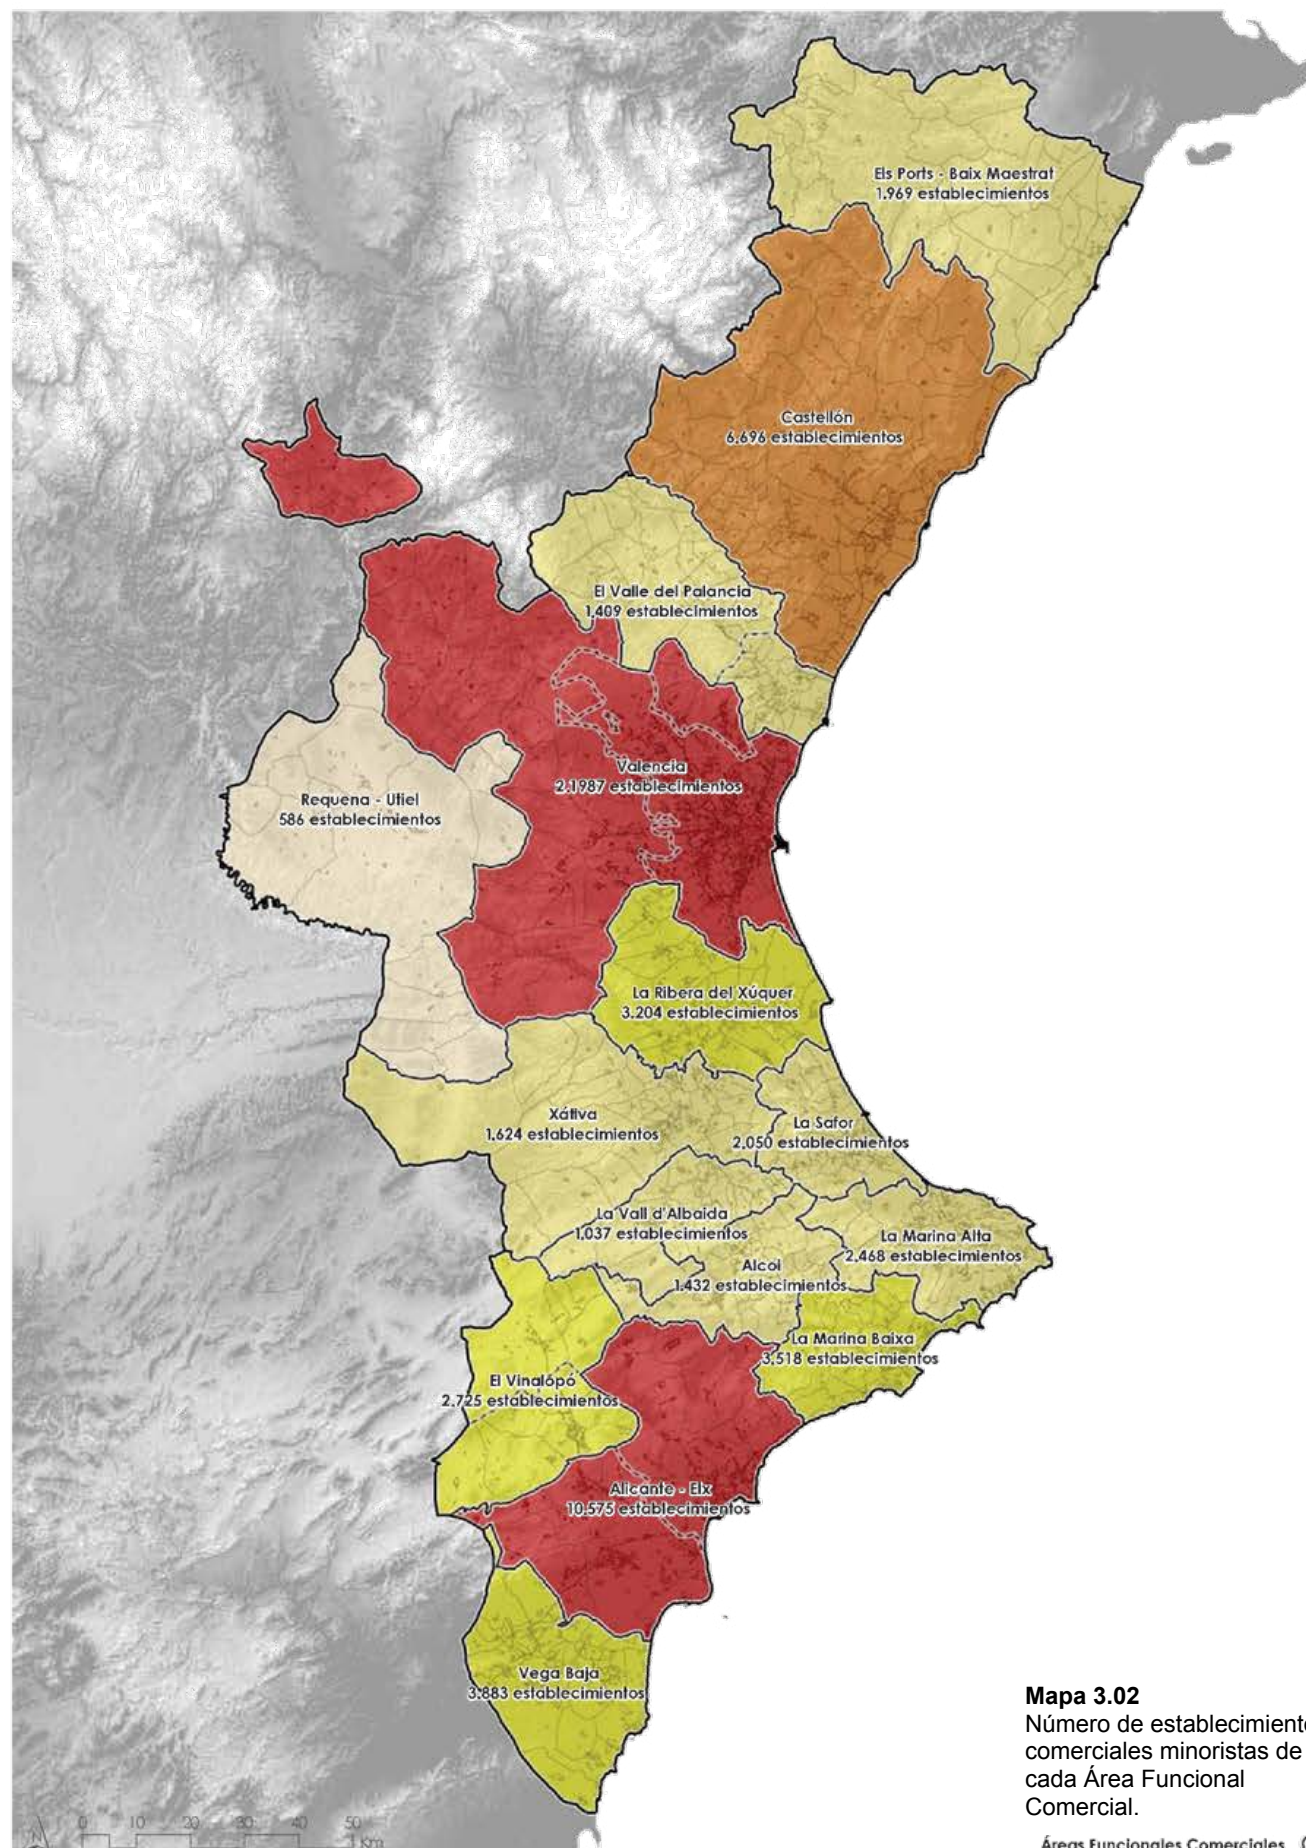 Els Ports - Baix Maestrat
1.969 establecimientos
Castellón
6.696 establecimientos
El Valle del Palancia
1.409 establecimientos
Valencia
2.1987 establecimientos
Requena - Utiel
586 establecimientos
La Ribera del Xúquer
3.204 establecimientos
Xátiva
1.624 establecimientos
La Safor
2.050 establecimientos
La Vall d'Albaida
1.037 establecimientos
La Marina Alta
2.468 establecimientos
Alcoi
1.432 establecimientos
La Marina Baixa
3.518 establecimientos
El Vinalópó
2.725 establecimientos
Alicante - Elx
10.575 establecimientos
Vega Baja
3.883 establecimientos
Mapa 3.02
Número de establecimiento
comerciales minoristas de
cada Área Funcional
Comercial.
0 10 20 30 40 50
Km
N
Áreas Funcionales Comerciales